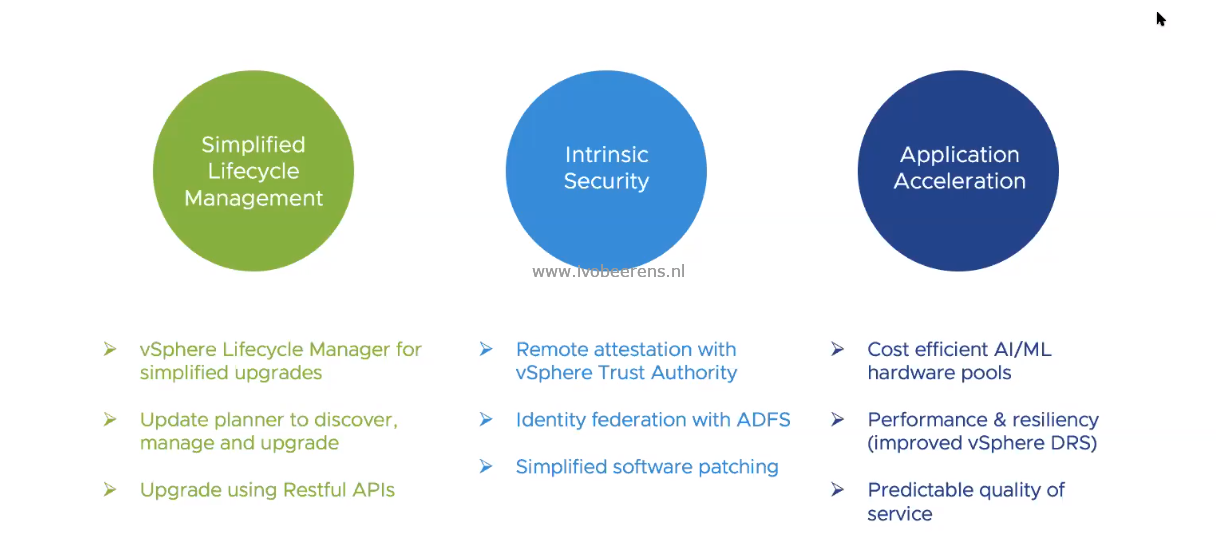 Simplified
Lifecycle
Management
Intrinsic
Security
Application
Acceleration
www.ivobeerens.nl
➢ vSphere Lifecycle Manager for
simplified upgrades
➢ Update planner to discover,
manage and upgrade
➢ Upgrade using Restful APIs
➢ Remote attestation with
vSphere Trust Authority
➢ Identity federation with ADFS
➢ Simplified software patching
➢ Cost efficient AI/ML
hardware pools
➢ Performance & resiliency
(improved vSphere DRS)
➢ Predictable quality of
service